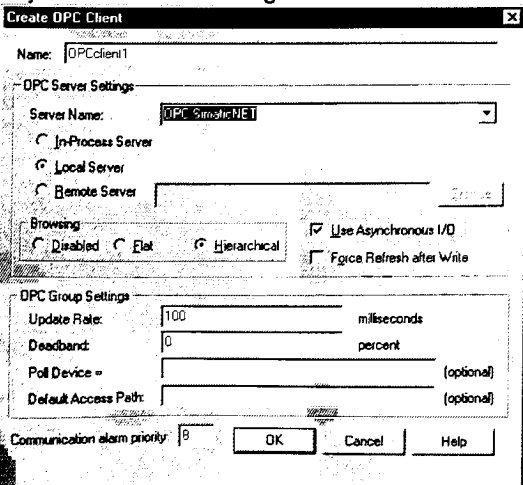 Create OPC Client
Name: OPCclient1
OPC Server Settings
Server Name: OPC.SimaticNET
In-Process Server
Local Server
Remote Server
Browsing
Disabled Flat Hierarchical
Use Asynchronous I/O
Force Refresh after Write
OPC Group Settings
Update Rate: 100 milliseconds
Deadband: 0 percent
Poll Device = (optional)
Default Access Path: (optional)
Communication alarm priority: 8 OK Cancel Help